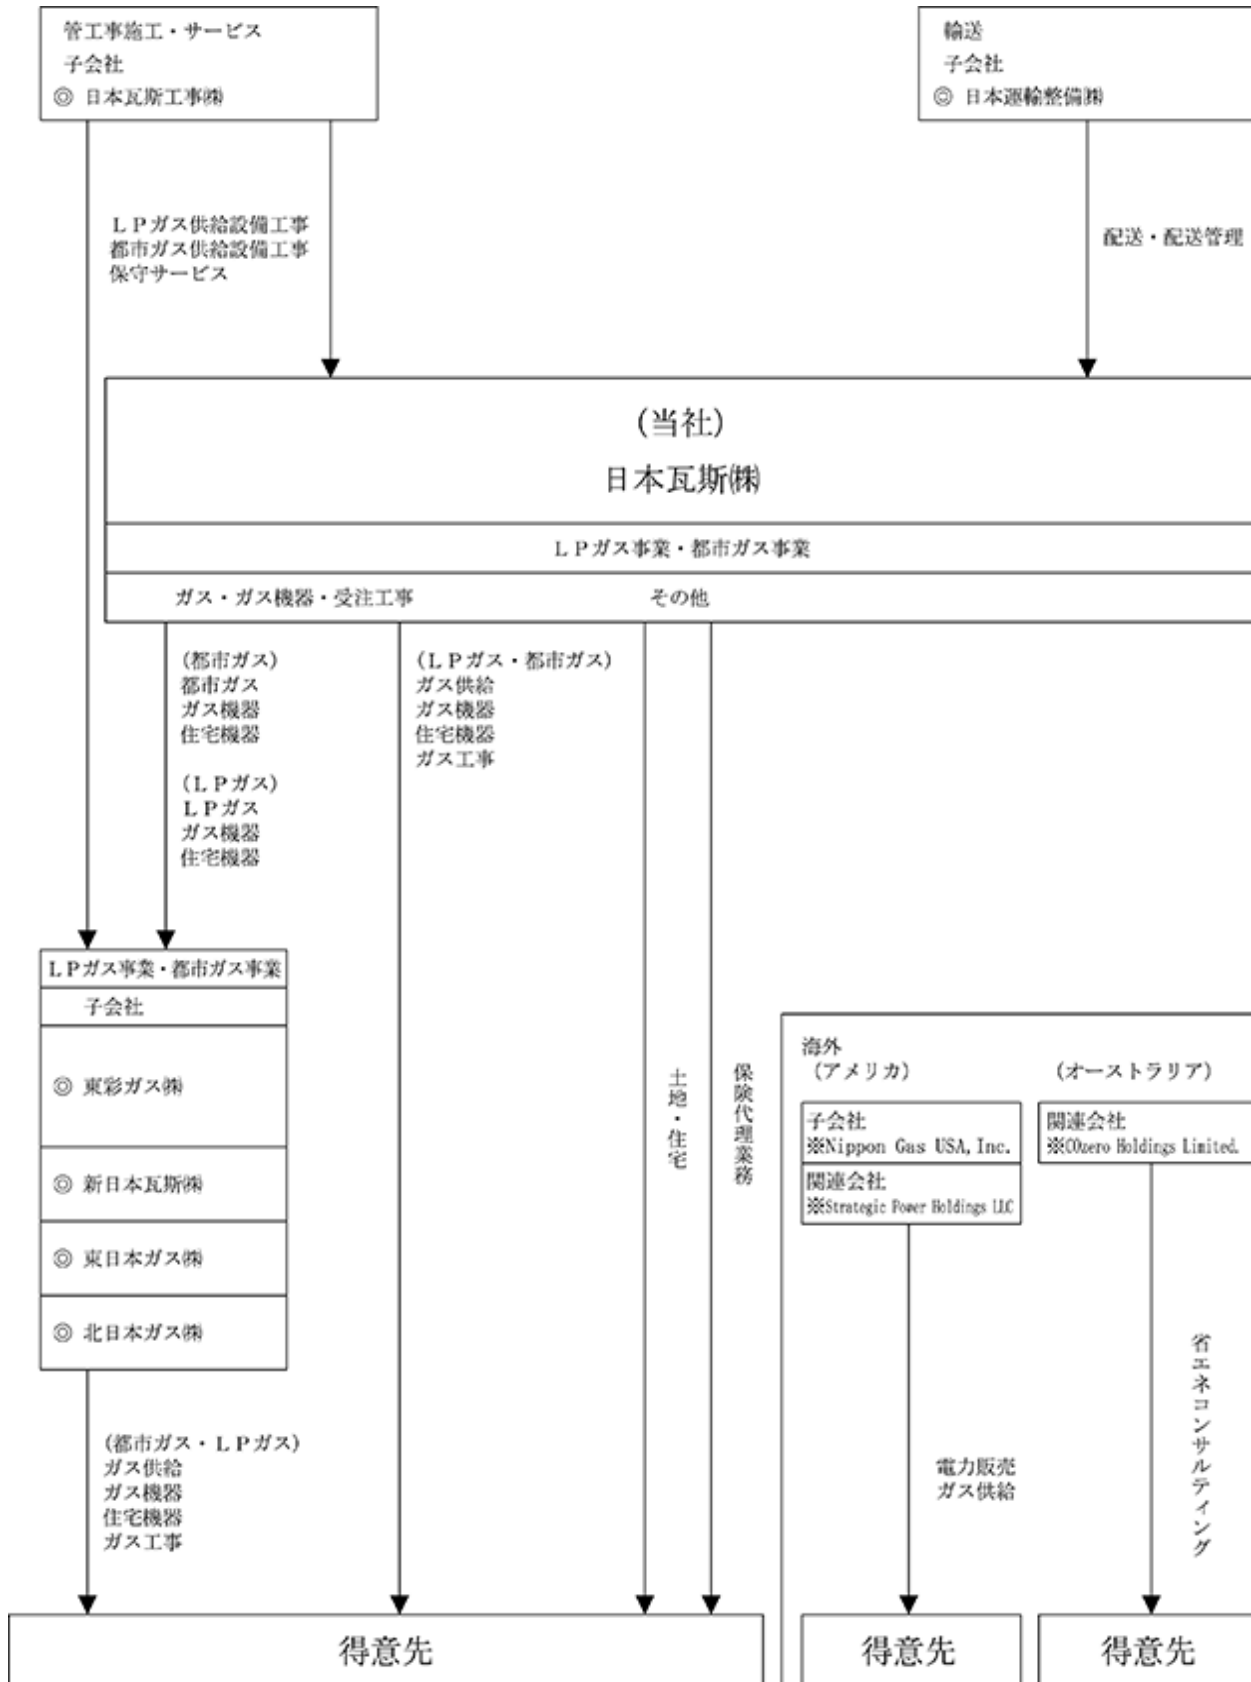 管工事施工・サービス
子会社
◎ 日本瓦斯工事㈱
輸送
子会社
◎ 日本運輸整備㈱
ＬＰガス供給設備工事
都市ガス供給設備工事
保守サービス
配送・配送管理
(当社)
日本瓦斯㈱
ＬＰガス事業・都市ガス事業
ガス・ガス機器・受注工事
その他
(都市ガス)
都市ガス
ガス機器
住宅機器
(ＬＰガス)
ＬＰガス
ガス機器
住宅機器
(ＬＰガス・都市ガス)
ガス供給
ガス機器
住宅機器
ガス工事
ＬＰガス事業・都市ガス事業
子会社
◎ 東彩ガス㈱
◎ 新日本瓦斯㈱
◎ 東日本ガス㈱
◎ 北日本ガス㈱
土地・住宅
保険代理業務
海外
(アメリカ)
子会社
※Nippon Gas USA, Inc.
関連会社
※Strategic Power Holdings LLC
(オーストラリア)
関連会社
※COzero Holdings Limited.
(都市ガス・ＬＰガス)
ガス供給
ガス機器
住宅機器
ガス工事
電力販売
ガス供給
省エネコンサルティング
得意先
得意先
得意先